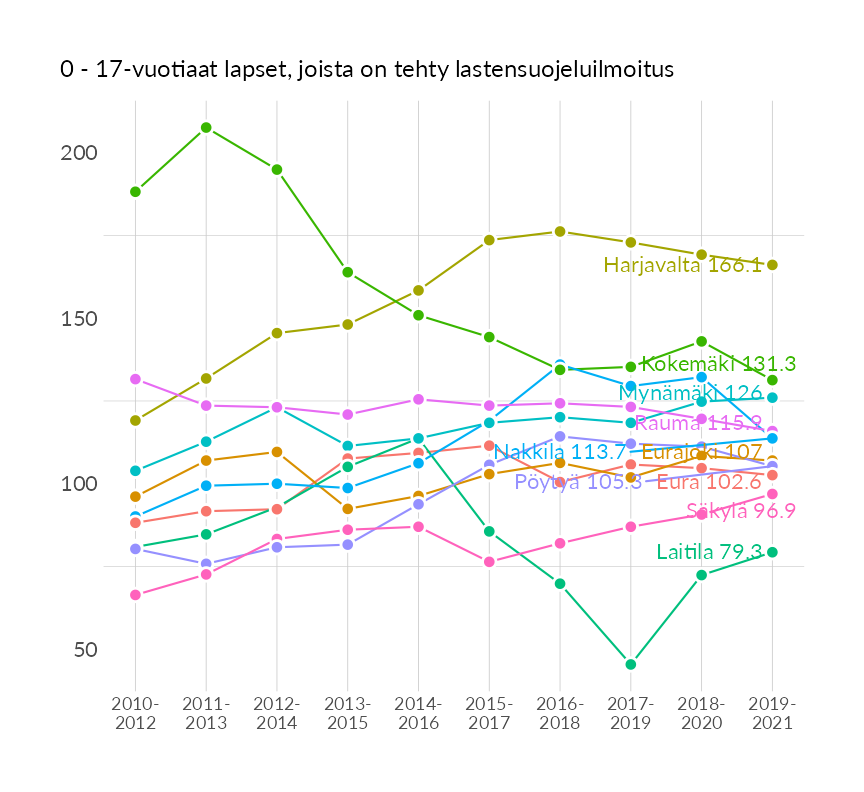 0 - 17-vuotiaat lapset, joista on tehty lastensuojeluilmoitus
200
150
100
50
Harjavalta 166.1
Kokemäki 131.3
Mynämäki 126
Rauma 115.9
Nakkila 113.7
Eurajoki 107
Pöytyä 105.3
Eura 102.6
Säkylä 96.9
Laitila 79.3
2010-
2012
2011-
2013
2012-
2014
2013-
2015
2014-
2016
2015-
2017
2016-
2018
2017-
2019
2018-
2020
2019-
2021